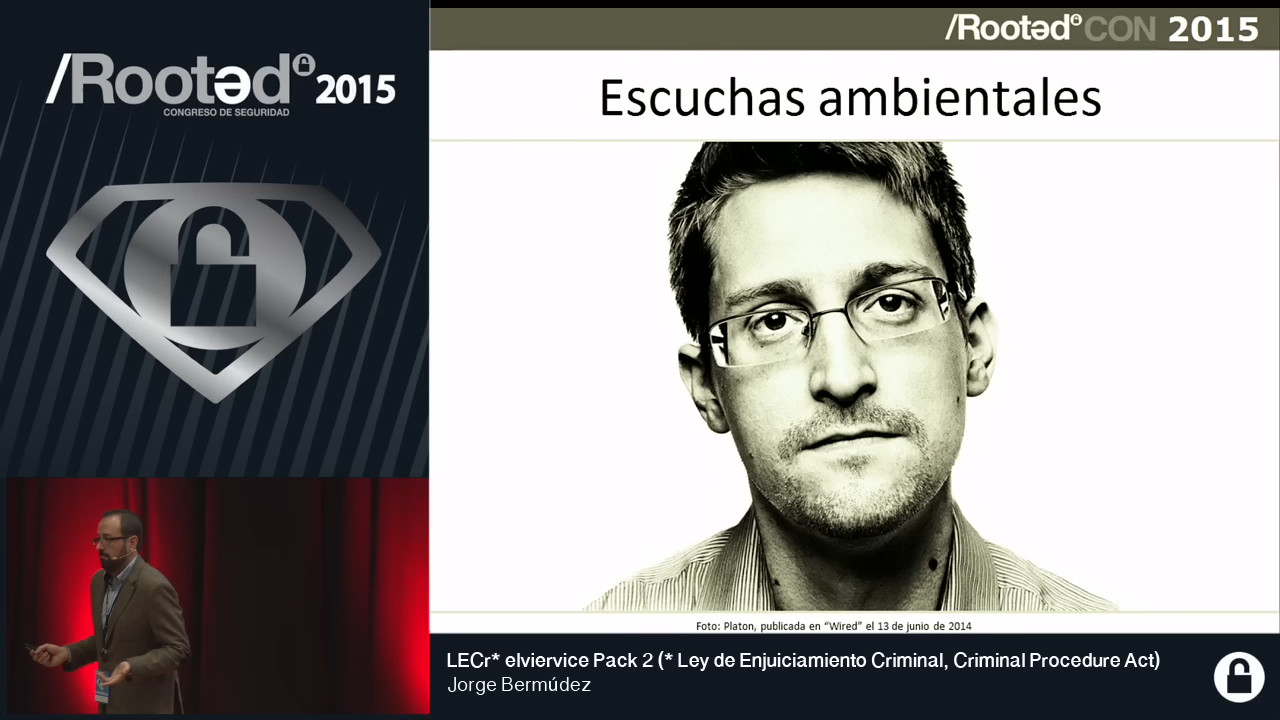 /Rootəd 2015
CONGRESO DE SEGURIDAD
/Rootəd CON 2015
Escuchas ambientales
Foto: Platon, publicada en “Wired” el 13 de junio de 2014
LECr* elviervice Pack 2 (* Ley de Enjuiciamiento Criminal, Criminal Procedure Act)
Jorge Bermúdez